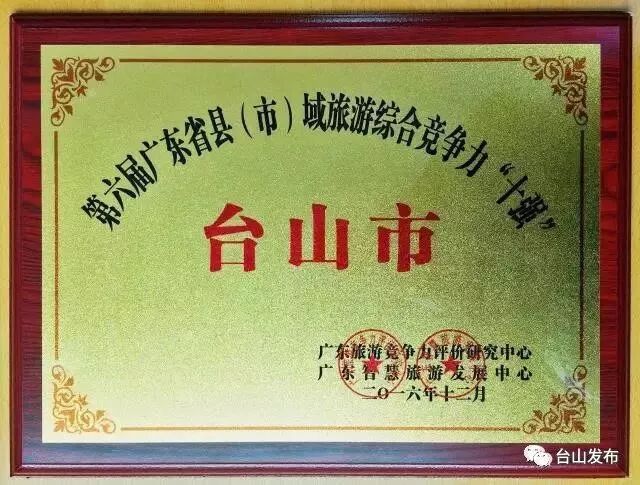 第六届广东省县（市）域旅游综合竞争力“十强”
台山市
广东旅游竞争力评价研究中心
广东智慧旅游发展中心
二〇一六年十二月
台山发布